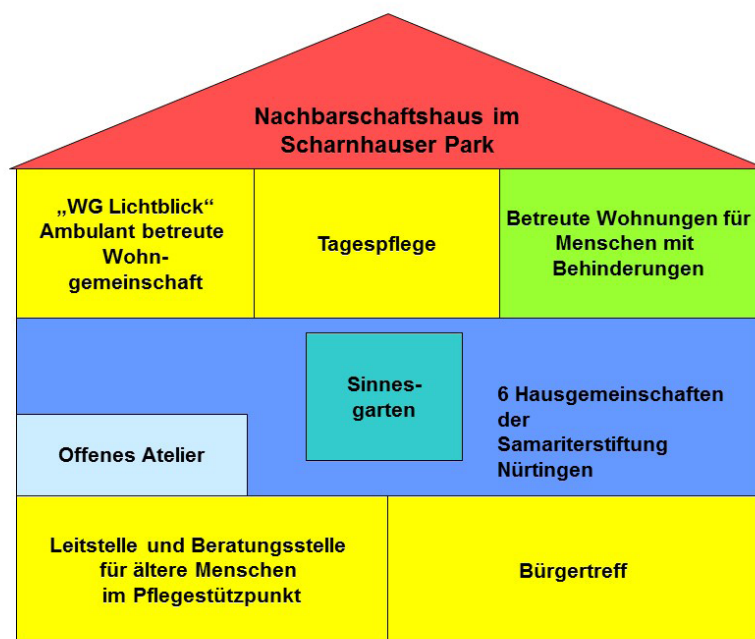 Nachbarschaftshaus im
Scharnhauser Park
„WG Lichtblick“
Ambulant betreute
Wohn-
gemeinschaft
Tagespflege
Betreute Wohnungen für
Menschen mit
Behinderungen
Sinnes-
garten
6 Hausgemeinschaften
der
Samariterstiftung
Nürtingen
Offenes Atelier
Leitstelle und Beratungsstelle
für ältere Menschen
im Pflegestützpunkt
Bürgertreff